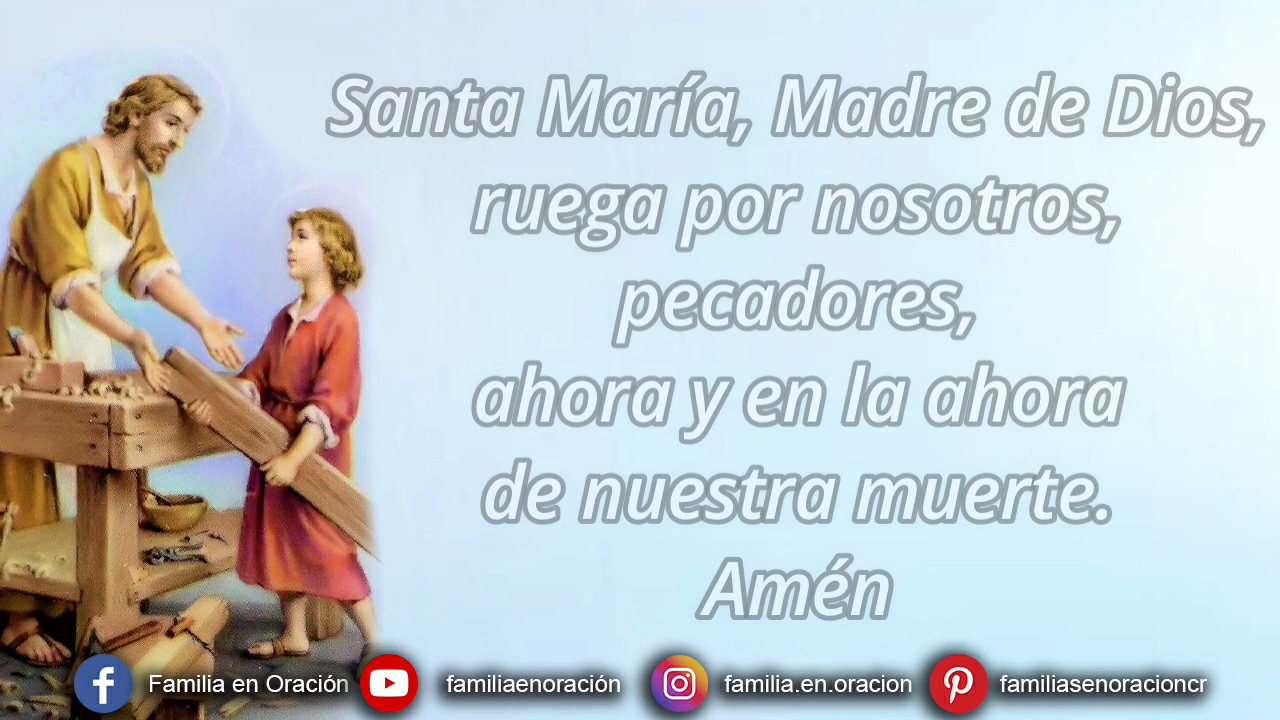 Santa María, Madre de Dios,
ruega por nosotros,
pecadores,
ahora y en la ahora
de nuestra muerte.
Amén
Familia en Oración familiaenoración familia.en.oracion familiasenoracioncr